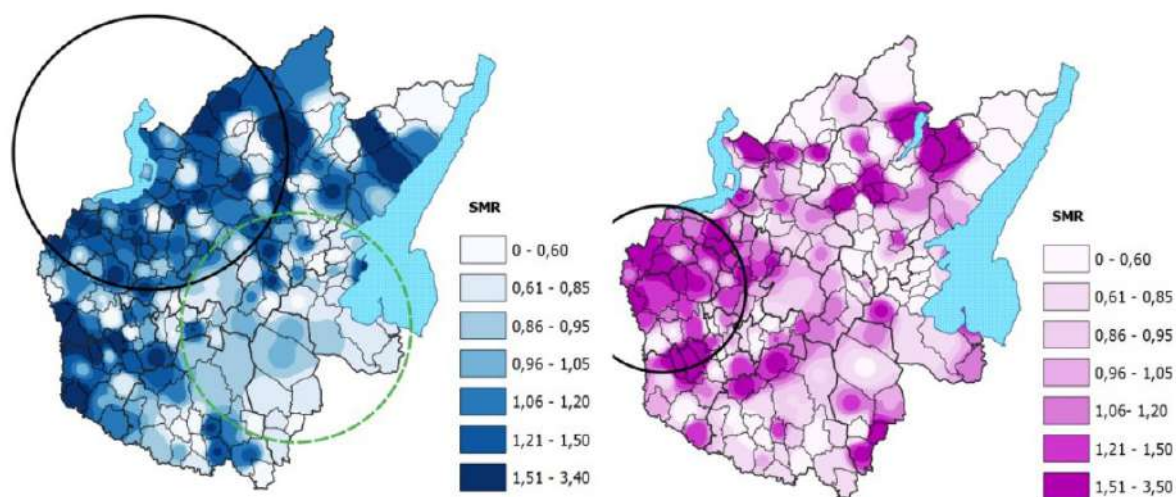 SMR
0 - 0,60
0,61 - 0,85
0,86 - 0,95
0,96 - 1,05
1,06 - 1,20
1,21 - 1,50
1,51 - 3,40
SMR
0 - 0,60
0,61 - 0,85
0,86 - 0,95
0,96 - 1,05
1,06- 1,20
1,21 - 1,50
1,51 - 3,50